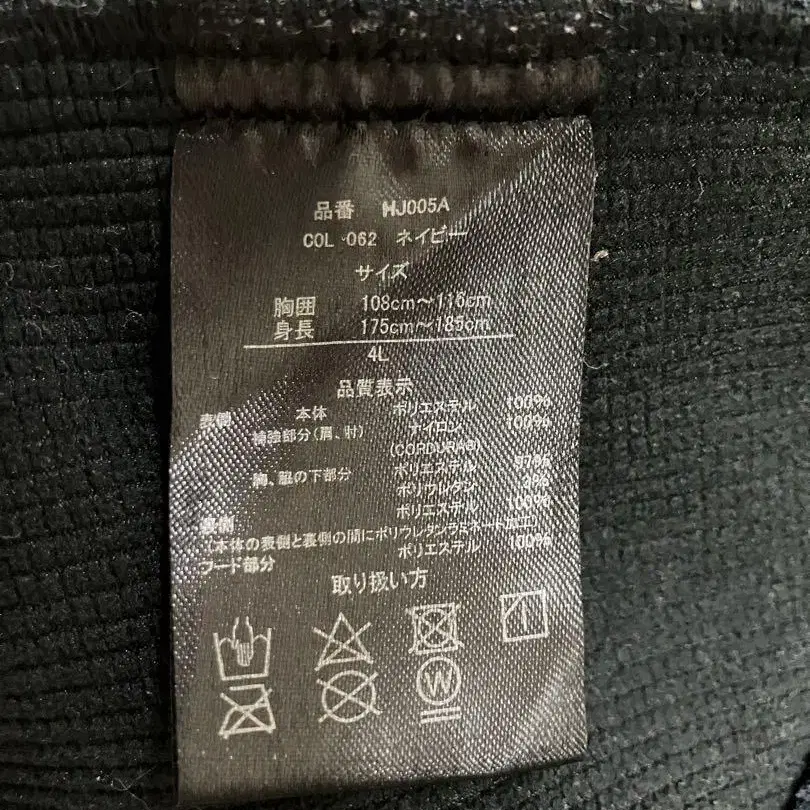 品番 HJ005A
COL 062 ネイビー
サイズ
胸囲 108cm～116cm
身長 175cm～185cm
4L
品質表示
表側 本体 ポリエステル 100%
補強部分(肩、肘) ナイロン 100%
(CORDURA®)
胸、脇の下部分 ポリエステル 97%
ポリウレタン 3%
裏側 ポリエステル 100%
(本体の表側と裏側の間にポリウレタンラミネート加工)
フード部分 ポリエステル 100%
取り扱い方
W